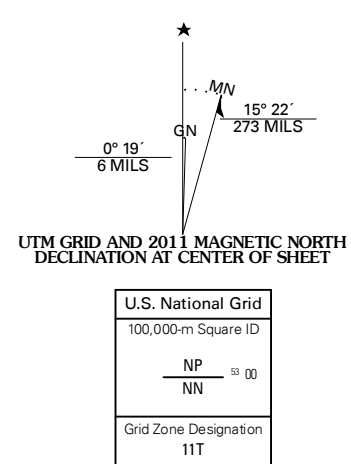 MN
GN
15° 22´
273 MILS
0° 19´
6 MILS
UTM GRID AND 2011 MAGNETIC NORTH
DECLINATION AT CENTER OF SHEET
U.S. National Grid
100,000-m Square ID
NP
53 00
NN
Grid Zone Designation
11T